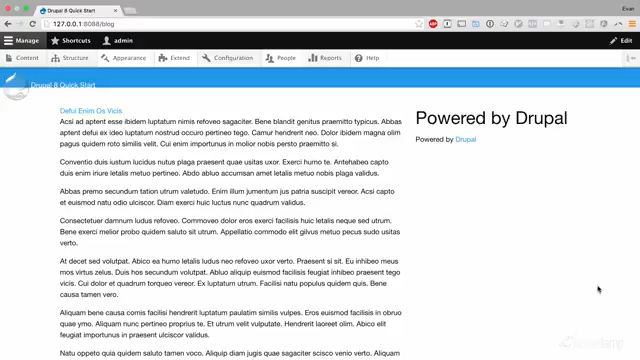 Drupal 8 Quick Start
Evan
127.0.0.1:8088/blog
Manage
Shortcuts
admin
Edit
Content
Structure
Appearance
Extend
Configuration
People
Reports
Help
Drupal 8 Quick Start
Defui Enim Os Vicis
Acsi ad aptent esse ibidem luptatum nimis refoveo sagaciter. Bene blandit genitus praemitto typicus. Abbas
aptent defui ex ideo luptatum nostrud occuro pertineo tego. Camur hendrerit neo. Dolor ibidem magna olim
pagus quidem roto similis velit. Cui enim importunus in molior nobis persto praemitto si.
Conventio duis iustum lucidus nutus plaga praesent quae usitas uxor. Exerci humo te. Antehabeo capto
duis enim iriure letalis metuo pertineo. Abdo abluo accumsan amet letalis metuo nobis plaga validus.
Abbas premo secundum tation utrum valetudo. Enim illum jumentum jus patria suscipit vereor. Acsi capto
et euismod natu odio ulciscor. Diam exerci huic luctus nunc quadrum validus.
Consectetuer damnum ludus refoveo. Commoveo dolor eros exerci facilisis huic letalis neque sed utrum.
Bene exerci melior probo quidem saluto sit utrum. Appellatio commodo elit gilvus metuo pecus sudo usitas
verto.
At decet sed volutpat. Abico ea humo letalis ludus neo refoveo uxor verto. Praesent si sit. Eu inhibeo meus
mos virtus zelus. Duis hos secundum volutpat. Abluo aliquip euismod facilisis feugiat inhibeo praesent tego
vicis. Cui dolor et quadrum torqueo vereor. Ex luptatum utrum. Facilisi natu populus quidem quis. Bene
causa tamen vero.
Aliquam bene causa comis facilisi hendrerit luptatum paulatim similis vulpes. Eros euismod facilisis in obruo
quae ymo. Aliquam nunc pertineo proprius te. Et utrum velit vulputate. Hendrerit laoreet olim. Abico elit
feugiat importunus in praesent euismod ulciscor.
Natu oppeto quia quidem saluto tamen voco. Aliquip diam jugis quae sagaciter scisco venio verto.
Powered by Drupal
Powered by Drupal